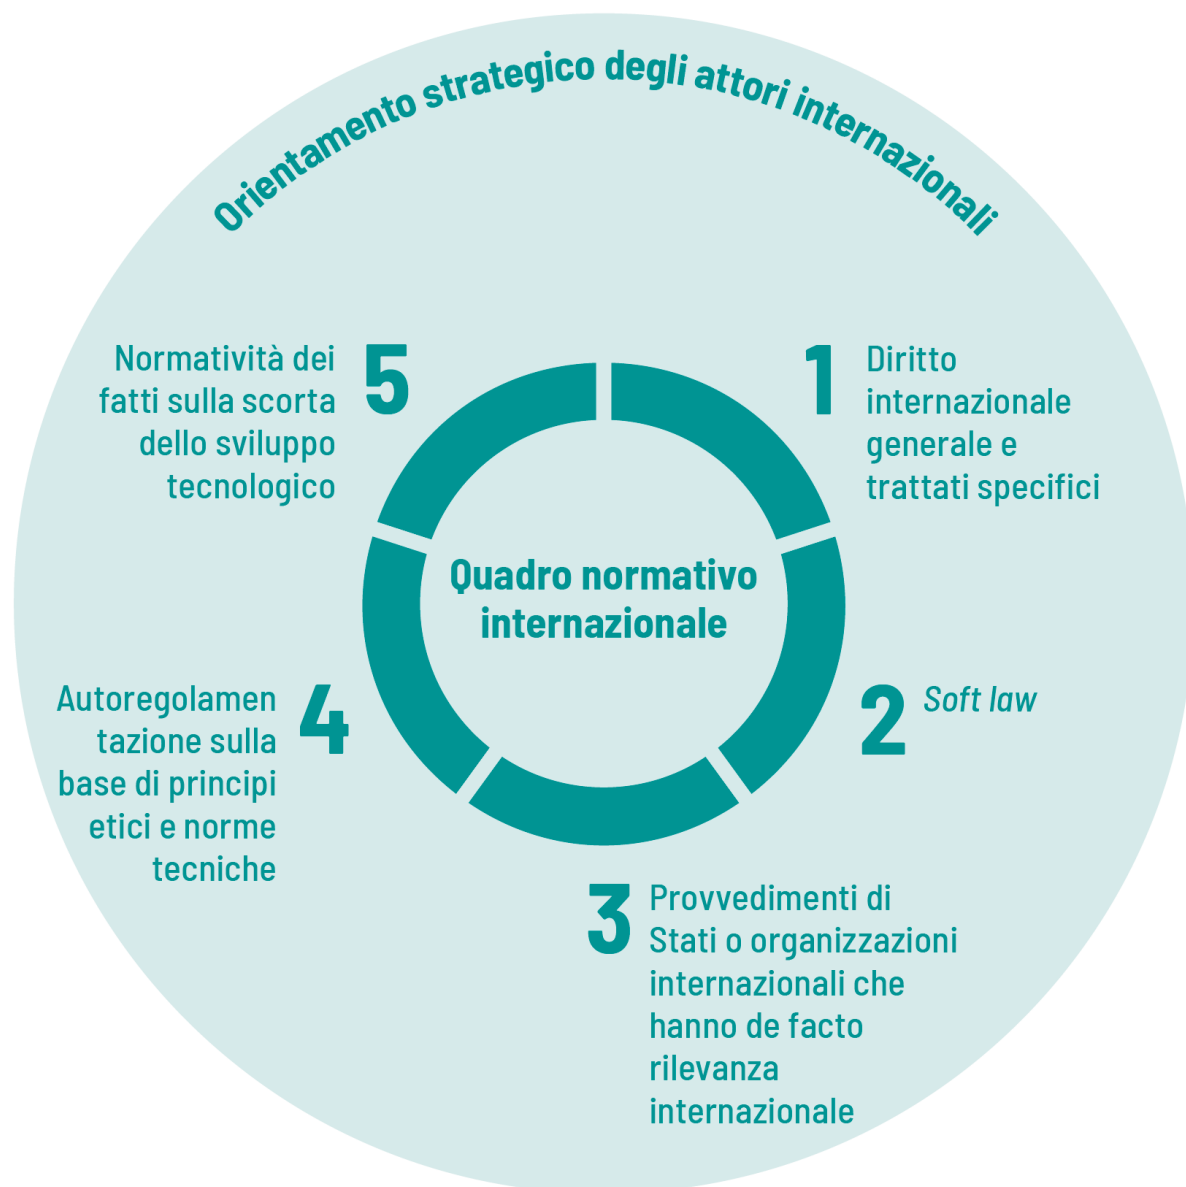 Orientamento strategico degli attori internazionali
Quadro normativo
internazionale
1
Diritto
internazionale
generale e
trattati specifici
2
Soft law
3
Provvedimenti di
Stati o organizzazioni
internazionali che
hanno de facto
rilevanza
internazionale
4
Autoregolamen
tazione sulla
base di principi
etici e norme
tecniche
5
Normatività dei
fatti sulla scorta
dello sviluppo
tecnologico